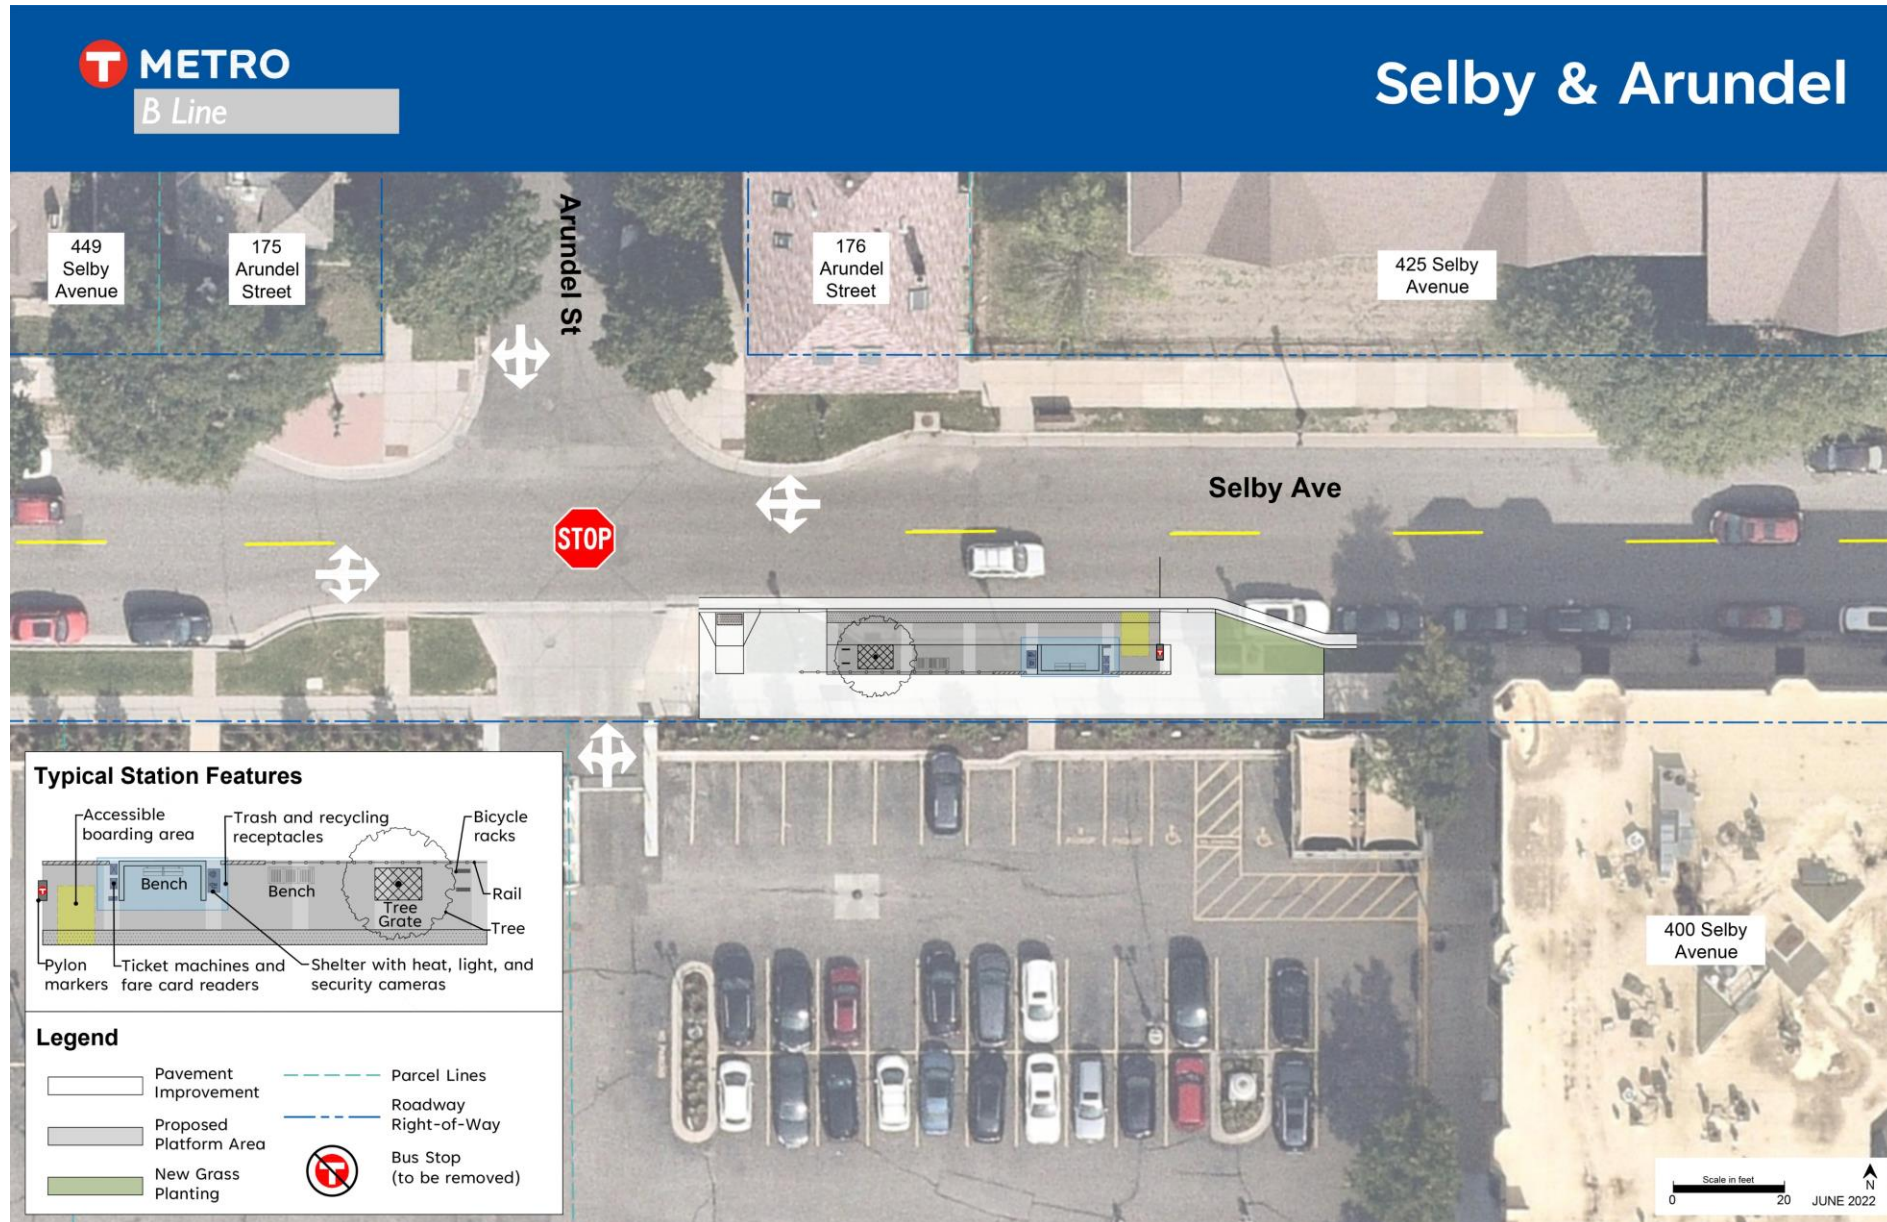 METRO
B Line
Selby & Arundel
449
Selby
Avenue
175
Arundel
Street
Arundel St
176
Arundel
Street
425 Selby
Avenue
Selby Ave
STOP
400 Selby
Avenue
Typical Station Features
Accessible
boarding area
Trash and recycling
receptacles
Bicycle
racks
Bench
Bench
Tree
Grate
Rail
Tree
Pylon
markers
Ticket machines and
fare card readers
Shelter with heat, light, and
security cameras
Legend
Pavement
Improvement
Proposed
Platform Area
New Grass
Planting
Parcel Lines
Roadway
Right-of-Way
Bus Stop
(to be removed)
Scale in feet
0 20
N
JUNE 2022